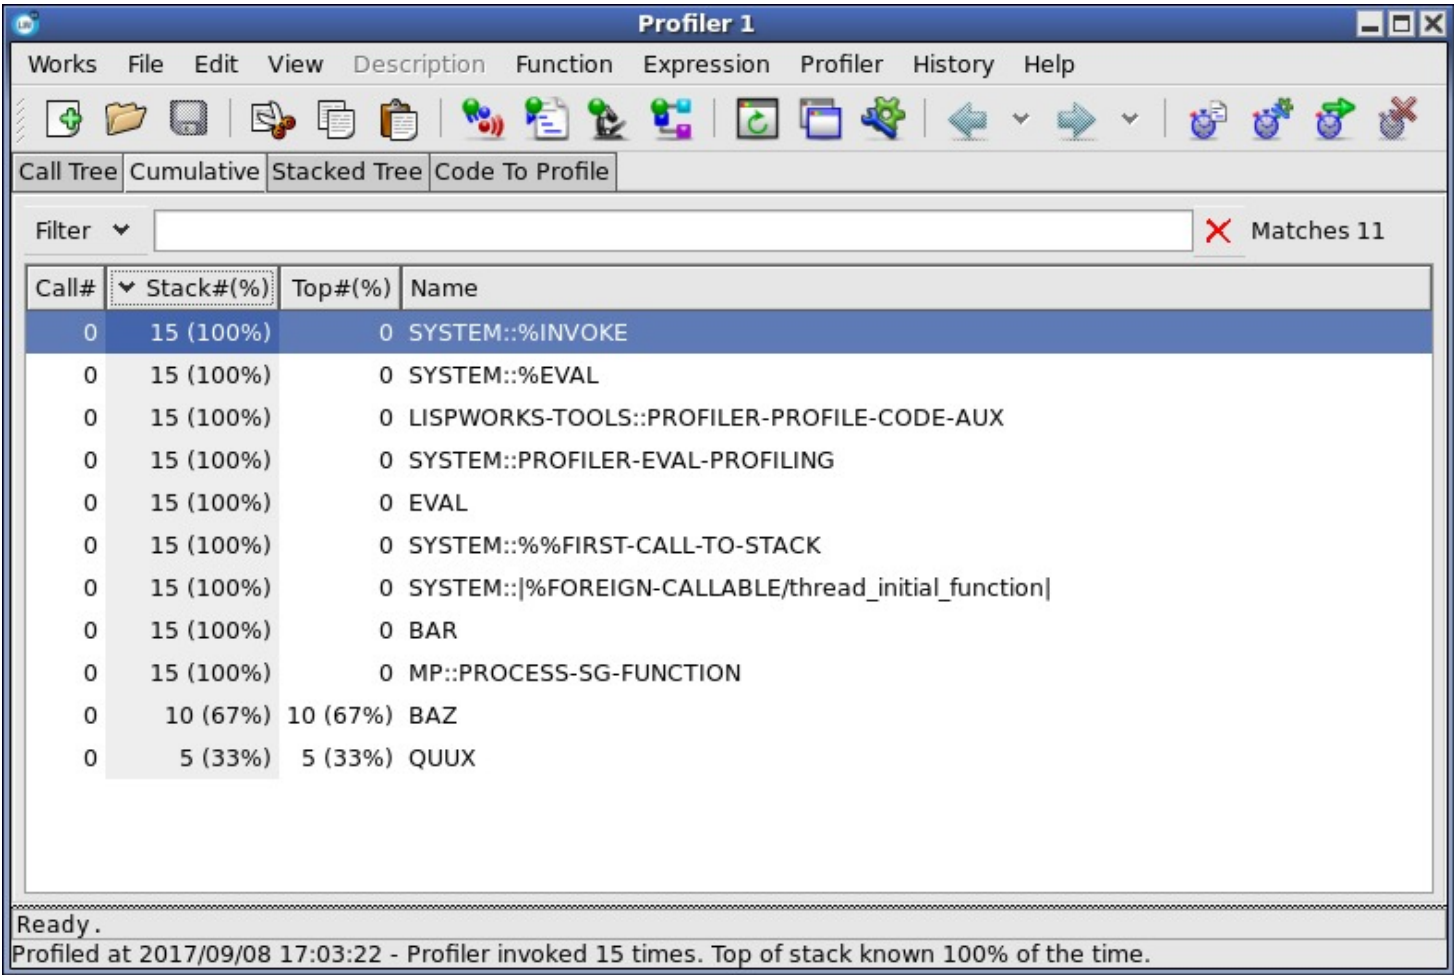 Profiler 1
Works File Edit View Description Function Expression Profiler History Help
Call Tree Cumulative Stacked Tree Code To Profile
Filter Matches 11
Call# Stack#(%) Top#(%) Name
0 15 (100%) 0 SYSTEM::%INVOKE
0 15 (100%) 0 SYSTEM::%EVAL
0 15 (100%) 0 LISPWORKS-TOOLS::PROFILER-PROFILE-CODE-AUX
0 15 (100%) 0 SYSTEM::PROFILER-EVAL-PROFILING
0 15 (100%) 0 EVAL
0 15 (100%) 0 SYSTEM::%%FIRST-CALL-TO-STACK
0 15 (100%) 0 SYSTEM::|%FOREIGN-CALLABLE/thread_initial_function|
0 15 (100%) 0 BAR
0 15 (100%) 0 MP::PROCESS-SG-FUNCTION
0 10 (67%) 10 (67%) BAZ
0 5 (33%) 5 (33%) QUUX
Ready.
Profiled at 2017/09/08 17:03:22 - Profiler invoked 15 times. Top of stack known 100% of the time.